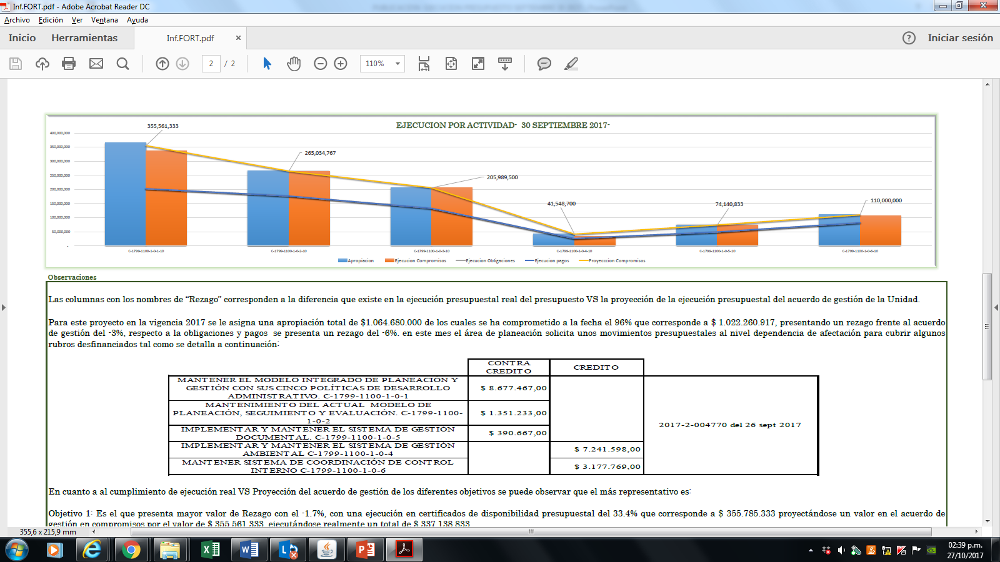 Inf.FORT.pdf - Adobe Acrobat Reader DC
Archivo Edición Ver Ventana Ayuda
Inicio Herramientas Inf.FORT.pdf × ? Iniciar sesión
2 / 2 110%
EJECUCION POR ACTIVIDAD- 30 SEPTIEMBRE 2017-
355,561,333
265,034,767
205,989,500
41,548,700
74,140,833
110,000,000
400,000,000
350,000,000
300,000,000
250,000,000
200,000,000
150,000,000
100,000,000
50,000,000
-
C-1799-1100-1-0-1-10 C-1799-1100-1-0-2-10 C-1799-1100-1-0-3-10 C-1799-1100-1-0-4-10 C-1799-1100-1-0-5-10 C-1799-1100-1-0-6-10
Apropiacion Ejecucion Compromisos Ejecucion Obligaciones Ejecucion pagos Proyecccion Compromisos
Observaciones
Las columnas con los nombres de “Rezago” corresponden a la diferencia que existe en la ejecución presupuestal real del presupuesto VS la proyección de la ejecución presupuestal del acuerdo de gestión de la Unidad.
Para este proyecto en la vigencia 2017 se le asigna una apropiación total de $1.064.680.000 de los cuales se ha comprometido a la fecha el 96% que corresponde a $ 1.022.260.917, presentando un rezago frente al acuerdo
de gestión del -3%, respecto a la obligaciones y pagos se presenta un rezago del -6%. en este mes el área de planeación solicita unos movimientos presupuestales al nivel dependencia de afectación para cubrir algunos
rubros desfinanciados tal como se detalla a continuación:
CONTRA
CREDITO
CREDITO
MANTENER EL MODELO INTEGRADO DE PLANEACIÓN Y
GESTIÓN CON SUS CINCO POLÍTICAS DE DESARROLLO
ADMINISTRATIVO. C-1799-1100-1-0-1
$ 8.677.467,00
MANTENIMIENTO DEL ACTUAL MODELO DE
PLANEACIÓN, SEGUIMIENTO Y EVALUACIÓN. C-1799-1100-
1-0-2
$ 1.351.233,00
IMPLEMENTAR Y MANTENER EL SISTEMA DE GESTIÓN
DOCUMENTAL. C-1799-1100-1-0-5
$ 390.667,00
2017-2-004770 del 26 sept 2017
IMPLEMENTAR Y MANTENER EL SISTEMA DE GESTIÓN
AMBIENTAL C-1799-1100-1-0-4
$ 7.241.598,00
MANTENER SISTEMA DE COORDINACIÓN DE CONTROL
INTERNO C-1799-1100-1-0-6
$ 3.177.769,00
En cuanto a al cumplimiento de ejecución real VS Proyección del acuerdo de gestión de los diferentes objetivos se puede observar que el más representativo es:
Objetivo 1: Es el que presenta mayor valor de Rezago con el -1.7%, con una ejecución en certificados de disponibilidad presupuestal del 33.4% que corresponde a $ 355.785.333 proyectándose un valor en el acuerdo de
gestión en compromisos por el valor de $ 355.561.333 ejecutándose realmente un total de $ 337.138.833
355,6 x 215,9 mm
02:39 p.m.
27/10/2017